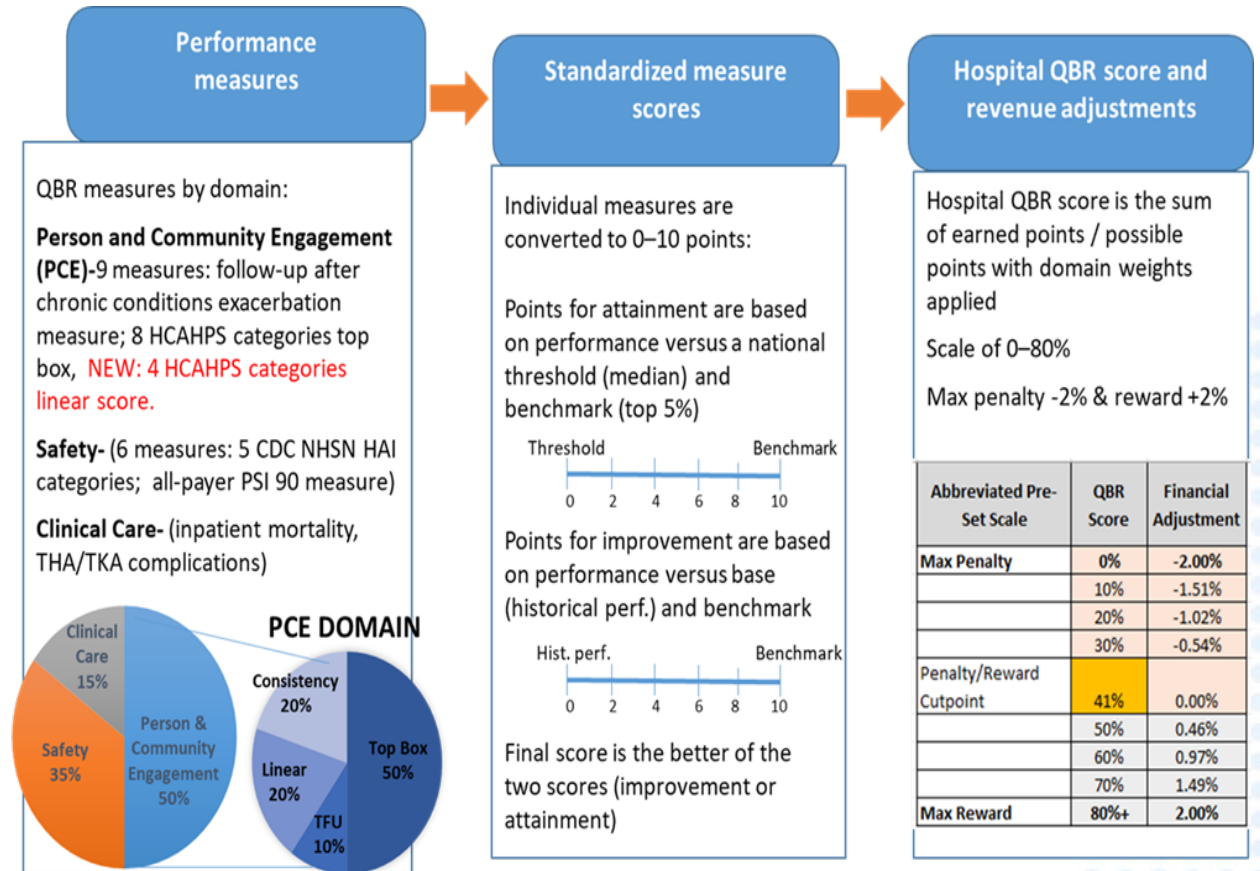 Performance
measures
QBR measures by domain:
Person and Community Engagement
(PCE)-9 measures: follow-up after
chronic conditions exacerbation
measure; 8 HCAHPS categories top
box, NEW: 4 HCAHPS categories
linear score.
Safety- (6 measures: 5 CDC NHSN HAI
categories; all-payer PSI 90 measure)
Clinical Care- (inpatient mortality,
THA/TKA complications)
Clinical
Care
15%
Safety
35%
Person &
Community
Engagement
50%
PCE DOMAIN
Consistency
20%
Linear
20%
TFU
10%
Top Box
50%
Standardized measure
scores
Individual measures are
converted to 0–10 points:
Points for attainment are based
on performance versus a national
threshold (median) and
benchmark (top 5%)
Threshold Benchmark
0 2 4 6 8 10
Points for improvement are based
on performance versus base
(historical perf.) and benchmark
Hist. perf. Benchmark
0 2 4 6 8 10
Final score is the better of the
two scores (improvement or
attainment)
Hospital QBR score and
revenue adjustments
Hospital QBR score is the sum
of earned points / possible
points with domain weights
applied
Scale of 0–80%
Max penalty -2% & reward +2%
Abbreviated Pre-
Set Scale
QBR
Score
Financial
Adjustment
Max Penalty 0% -2.00%
10% -1.51%
20% -1.02%
30% -0.54%
Penalty/Reward
Cutpoint 41% 0.00%
50% 0.46%
60% 0.97%
70% 1.49%
Max Reward 80%+ 2.00%